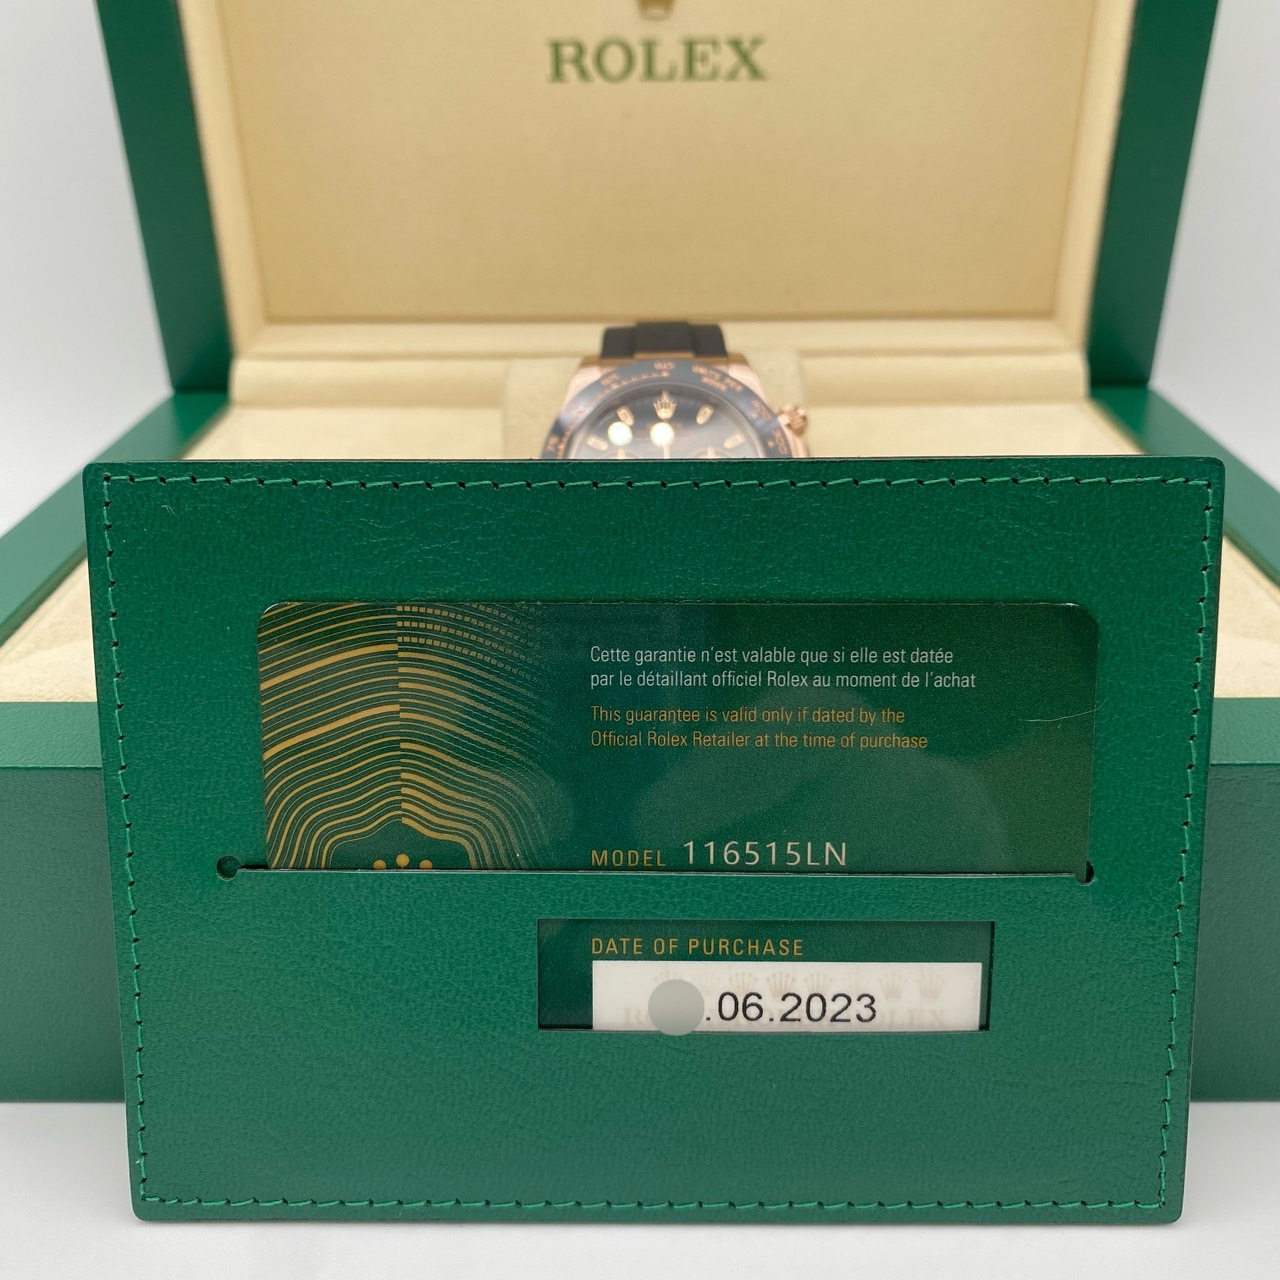 ROLEX
Cette garantie n'est valable que si elle est datée
par le détaillant officiel Rolex au moment de l'achat
This guarantee is valid only if dated by the
Official Rolex Retailer at the time of purchase
MODEL 116515LN
DATE OF PURCHASE
.06.2023